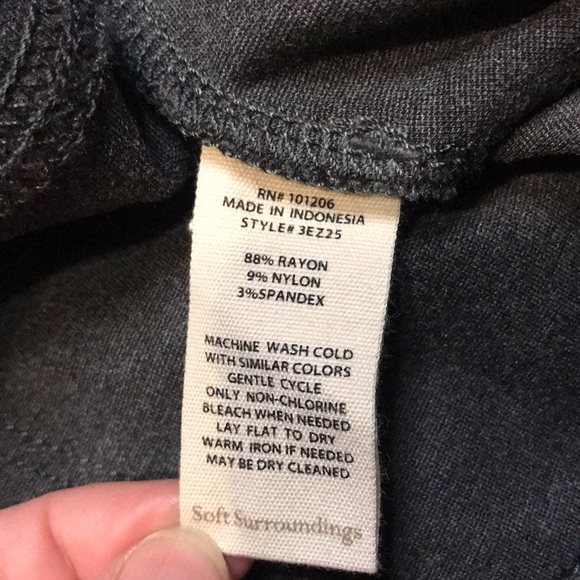 RN# 101206
MADE IN INDONESIA
STYLE# 3EZ25
88% RAYON
9% NYLON
3%SPANDEX
MACHINE WASH COLD
WITH SIMILAR COLORS
GENTLE CYCLE
ONLY NON-CHLORINE
BLEACH WHEN NEEDED
LAY FLAT TO DRY
WARM IRON IF NEEDED
MAY BE DRY CLEANED
Soft Surroundings